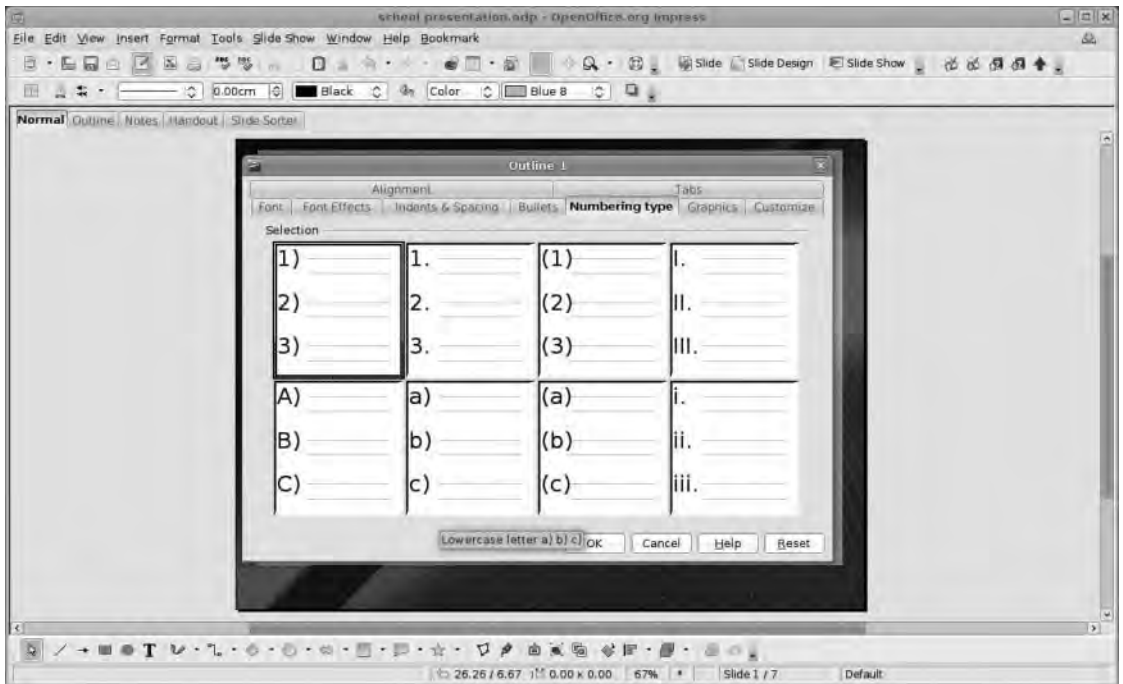 school presentation.odp - OpenOffice.org Impress
File Edit View Insert Format Tools Slide Show Window Help Bookmark
Slide Slide Design Slide Show
0.00cm Black Color Blue 8
Normal Outline Notes Handout Slide Sorter
Outline 1
Alignment Tabs
Font Font Effects Indents & Spacing Bullets Numbering type Graphics Customize
Selection
1) 1. (1) I.
2) 2. (2) II.
3) 3. (3) III.
A) a) (a) i.
B) b) (b) ii.
C) c) (c) iii.
Lowercase letter a) b) c) OK Cancel Help Reset
26.26 / 6.67 0.00 x 0.00 67% * Slide 1 / 7 Default